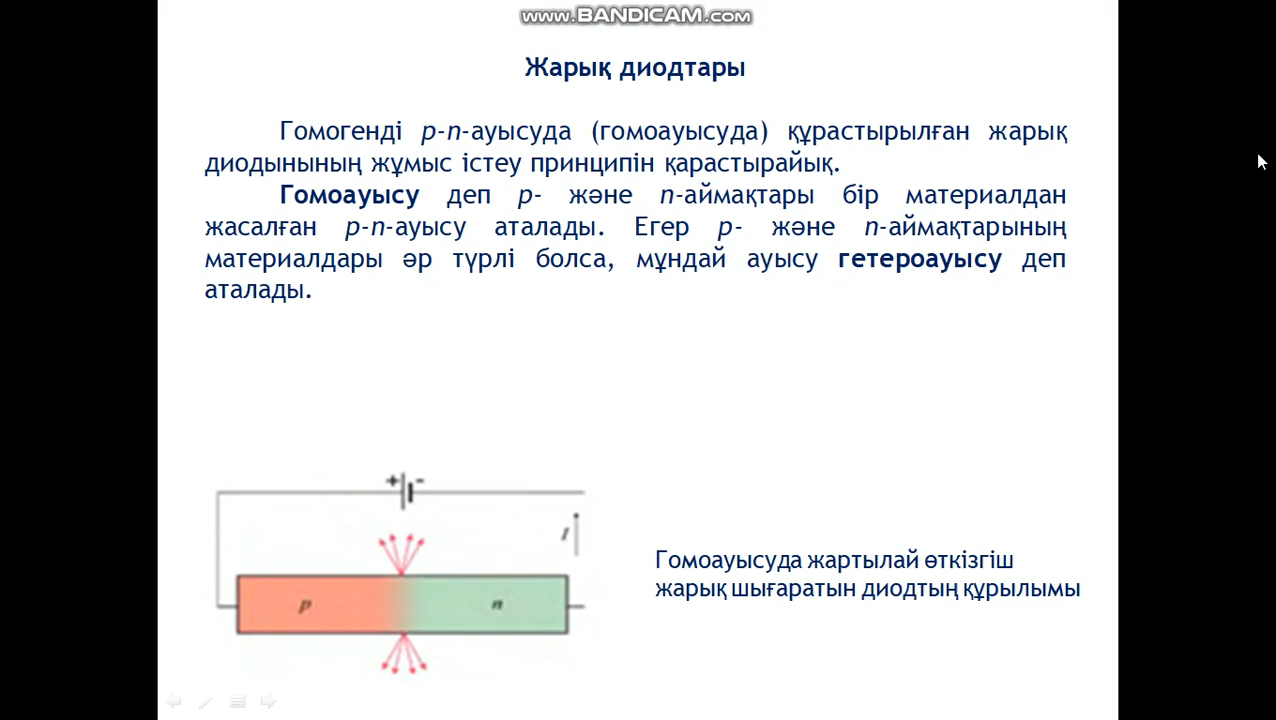 www.BANDICAM.com
Жарық диодтары
Гомогенді p-n-ауысуда (гомоауысуда) құрастырылған жарық
диодынының жұмыс істеу принципін қарастырайық.
Гомоауысу деп p- және n-аймақтары бір материалдан
жасалған p-n-ауысу аталады. Егер p- және n-аймақтарының
материалдары әр түрлі болса, мұндай ауысу гетероауысу деп
аталады.
+ -
I
p n
Гомоауысуда жартылай өткізгіш
жарық шығаратын диодтың құрылымы